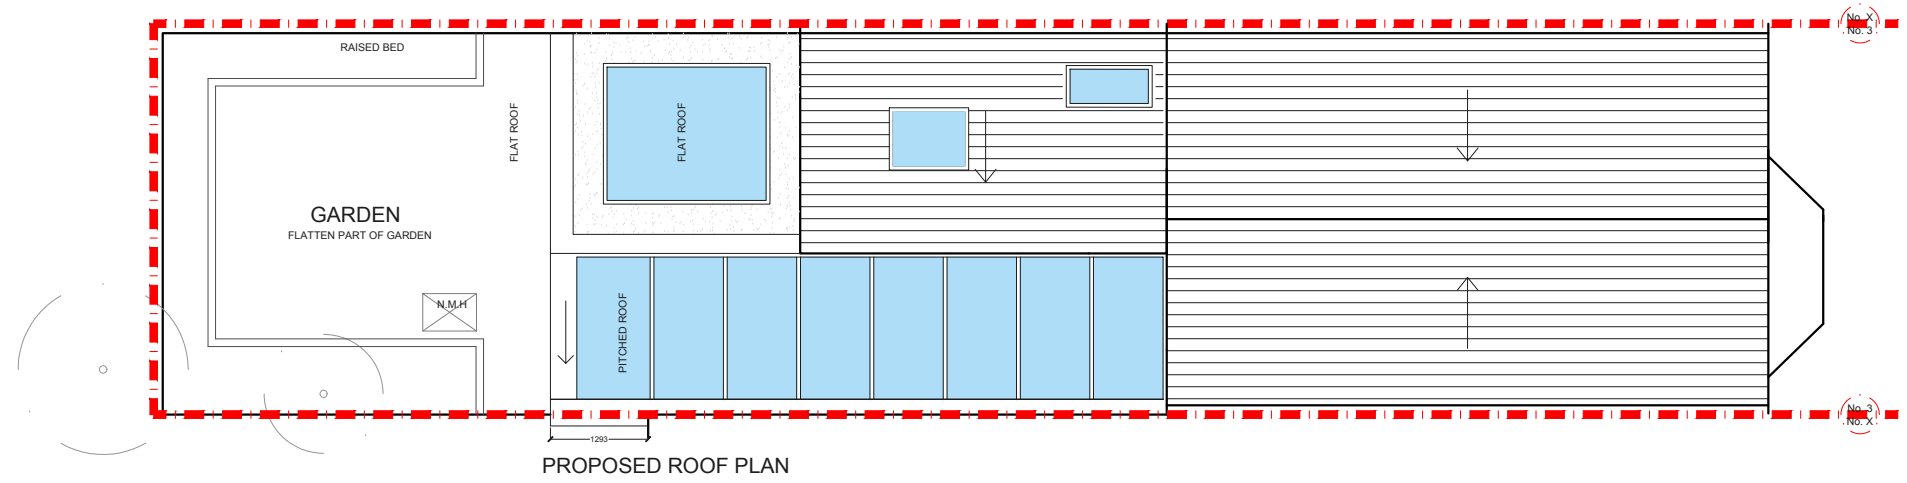 No. X
No. 3
RAISED BED
FLAT ROOF
FLAT ROOF
GARDEN
FLATTEN PART OF GARDEN
N.M.H
PITCHED ROOF
No. 3
No. X
1293
PROPOSED ROOF PLAN